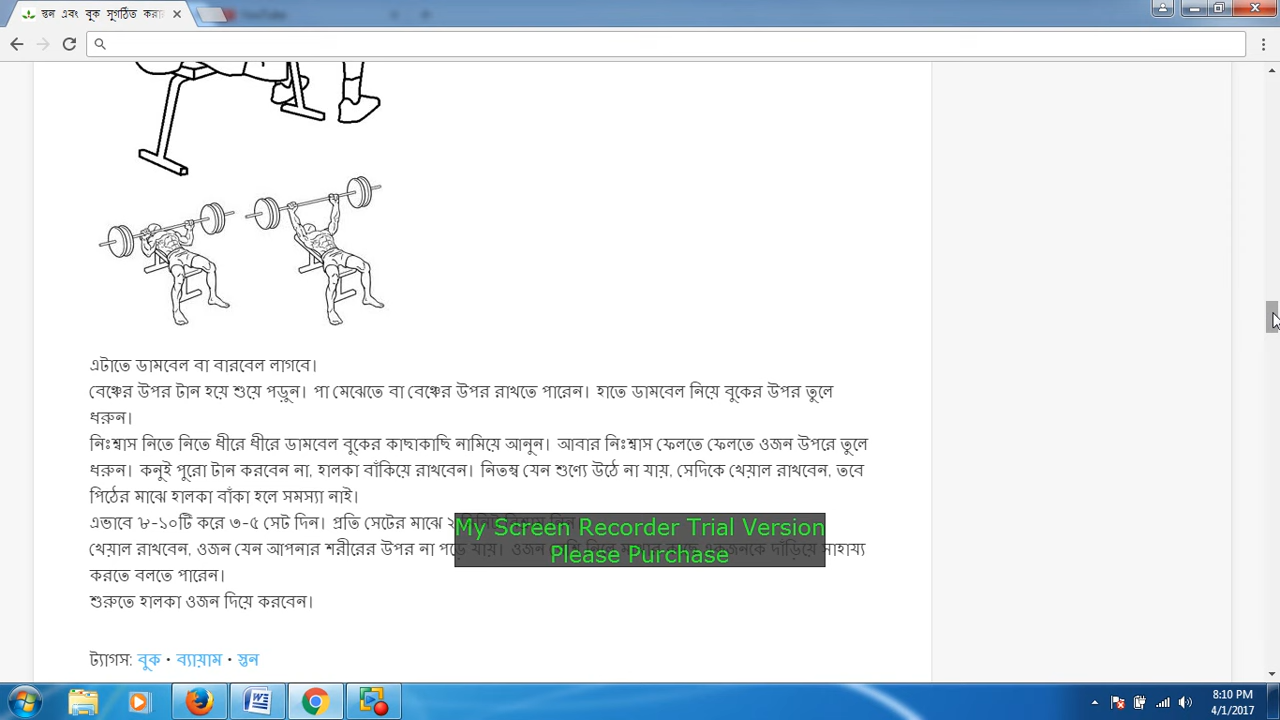 স্তন এবং বুক সুগঠিত করা
YouTube
এটাতে ডামবেল বা বারবেল লাগবে।
বেঞ্চের উপর টান হয়ে শুয়ে পড়ুন। পা মেঝেতে বা বেঞ্চের উপর রাখতে পারেন। হাতে ডামবেল নিয়ে বুকের উপর তুলে
ধরুন।
নিঃশ্বাস নিতে নিতে ধীরে ধীরে ডামবেল বুকের কাছাকাছি নামিয়ে আনুন। আবার নিঃশ্বাস ফেলতে ফেলতে ওজন উপরে তুলে
ধরুন। কনুই পুরো টান করবেন না, হালকা বাঁকিয়ে রাখবেন। নিতম্ব যেন শুণ্যে উঠে না যায়, সেদিকে খেয়াল রাখবেন, তবে
পিঠের মাঝে হালকা বাঁকা হলে সমস্যা নাই।
এভাবে ৮-১০টি করে ৩-৫ সেট দিন। প্রতি সেটের মাঝে ২
My Screen Recorder Trial Version
খেয়াল রাখবেন, ওজন যেন আপনার শরীরের উপর না পড়ে যায়। দাঁড়িয়ে সাহায্য
Please Purchase
করতে বলতে পারেন।
শুরুতে হালকা ওজন দিয়ে করবেন।
ট্যাগস: বুক • ব্যায়াম • স্তন
8:10 PM
4/1/2017